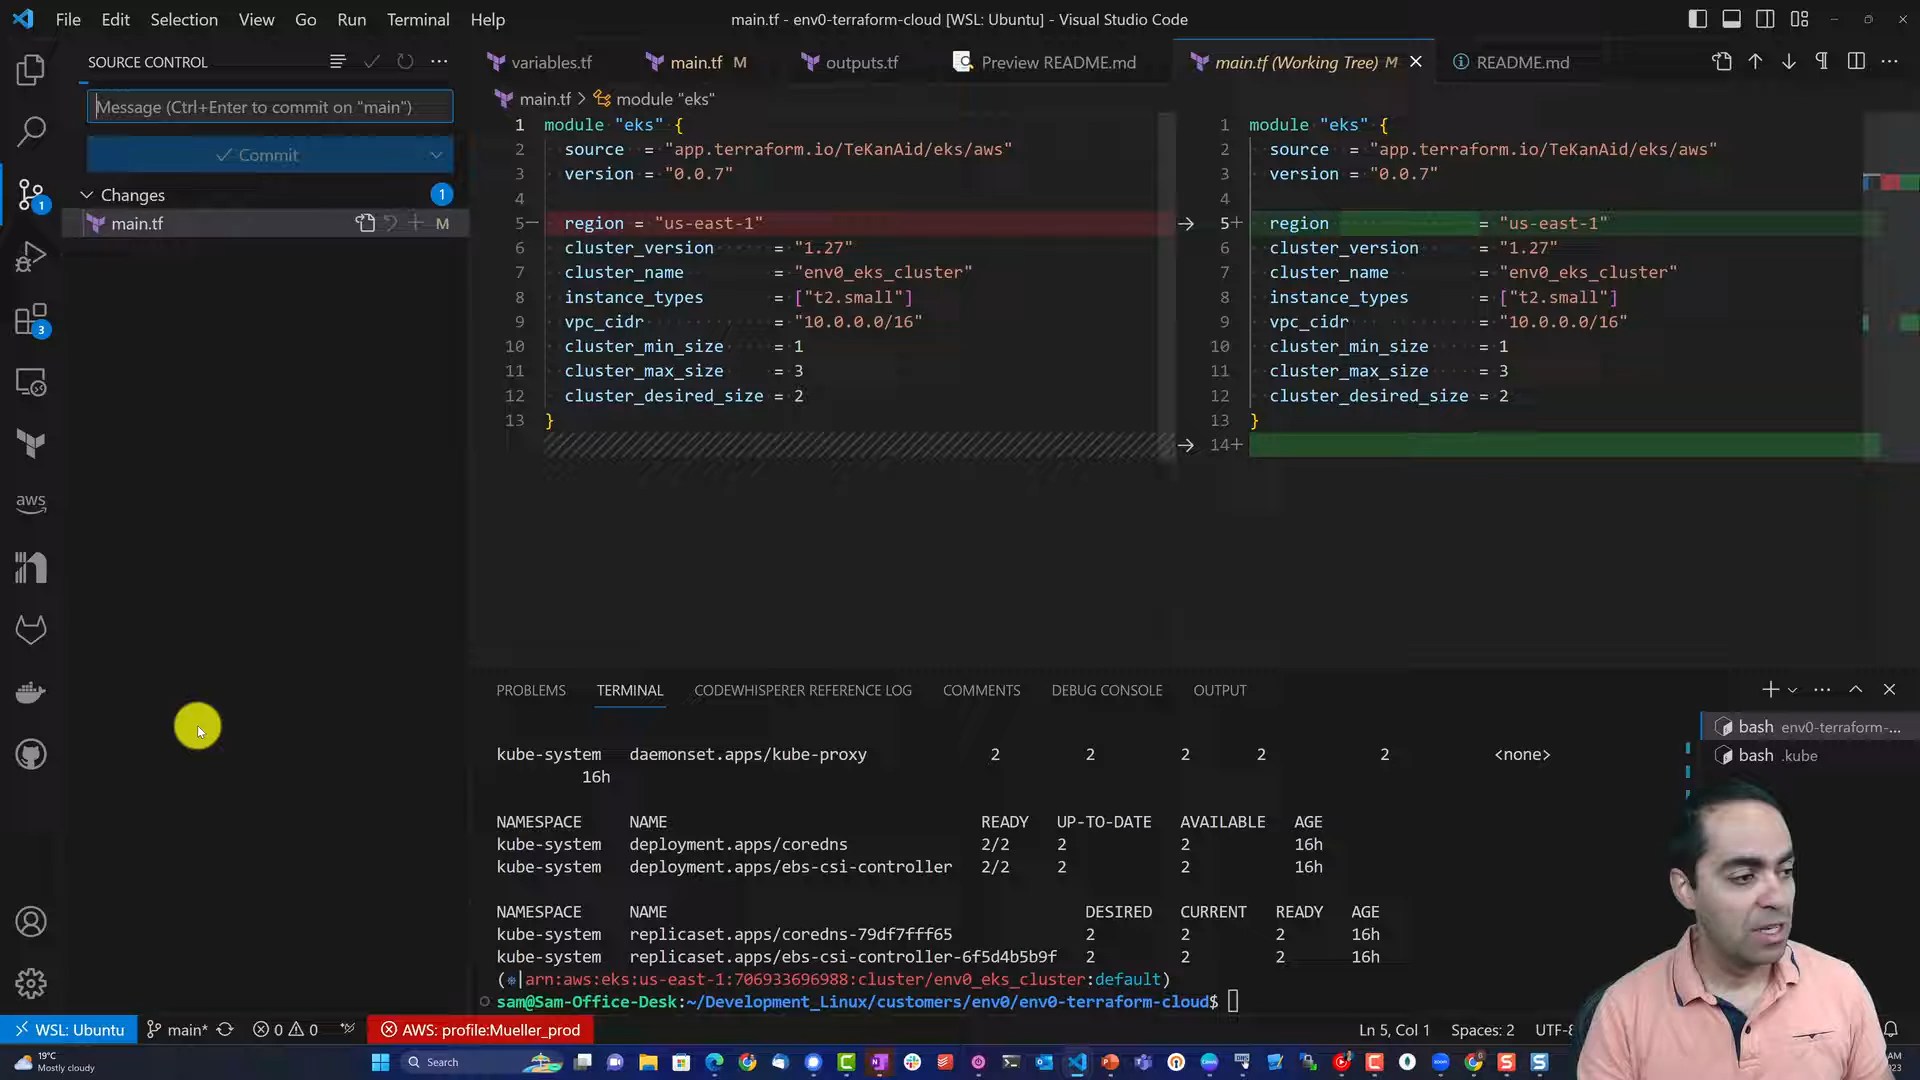 File Edit Selection View Go Run Terminal Help
main.tf - env0-terraform-cloud [WSL: Ubuntu] - Visual Studio Code
SOURCE CONTROL
variables.tf
main.tf M
outputs.tf
Preview README.md
main.tf (Working Tree) M
README.md
Message (Ctrl+Enter to commit on "main")
Commit
Changes 1
main.tf M
1
3
aws
main.tf > module "eks"
1 module "eks" {
2 source = "app.terraform.io/TeKanAid/eks/aws"
3 version = "0.0.7"
4
5- region = "us-east-1"
6 cluster_version = "1.27"
7 cluster_name = "env0_eks_cluster"
8 instance_types = ["t2.small"]
9 vpc_cidr = "10.0.0.0/16"
10 cluster_min_size = 1
11 cluster_max_size = 3
12 cluster_desired_size = 2
13 }
1 module "eks" {
2 source = "app.terraform.io/TeKanAid/eks/aws"
3 version = "0.0.7"
4
5+ region = "us-east-1"
6 cluster_version = "1.27"
7 cluster_name = "env0_eks_cluster"
8 instance_types = ["t2.small"]
9 vpc_cidr = "10.0.0.0/16"
10 cluster_min_size = 1
11 cluster_max_size = 3
12 cluster_desired_size = 2
13 }
14+
PROBLEMS TERMINAL CODEWHISPERER REFERENCE LOG COMMENTS DEBUG CONSOLE OUTPUT
bash env0-terraform-...
bash .kube
kube-system daemonset.apps/kube-proxy 2 2 2 2 2 <none>
16h
NAMESPACE NAME READY UP-TO-DATE AVAILABLE AGE
kube-system deployment.apps/coredns 2/2 2 2 16h
kube-system deployment.apps/ebs-csi-controller 2/2 2 2 16h
NAMESPACE NAME DESIRED CURRENT READY AGE
kube-system replicaset.apps/coredns-79df7fff65 2 2 2 16h
kube-system replicaset.apps/ebs-csi-controller-6f5d4b5b9f 2 2 2 16h
(⎈|arn:aws:eks:us-east-1:706933696988:cluster/env0_eks_cluster:default)
sam@Sam-Office-Desk:~/Development_Linux/customers/env0/env0-terraform-cloud$
WSL: Ubuntu main* 0 0 AWS: profile:Mueller_prod Ln 5, Col 1 Spaces: 2
19°C
Mostly cloudy
Search